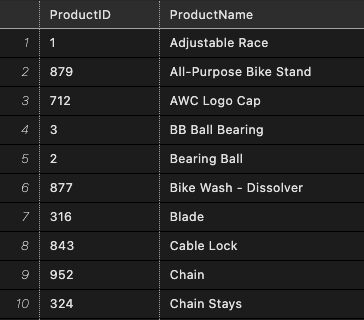 ProductID ProductName
1 1 Adjustable Race
2 879 All-Purpose Bike Stand
3 712 AWC Logo Cap
4 3 BB Ball Bearing
5 2 Bearing Ball
6 877 Bike Wash - Dissolver
7 316 Blade
8 843 Cable Lock
9 952 Chain
10 324 Chain Stays